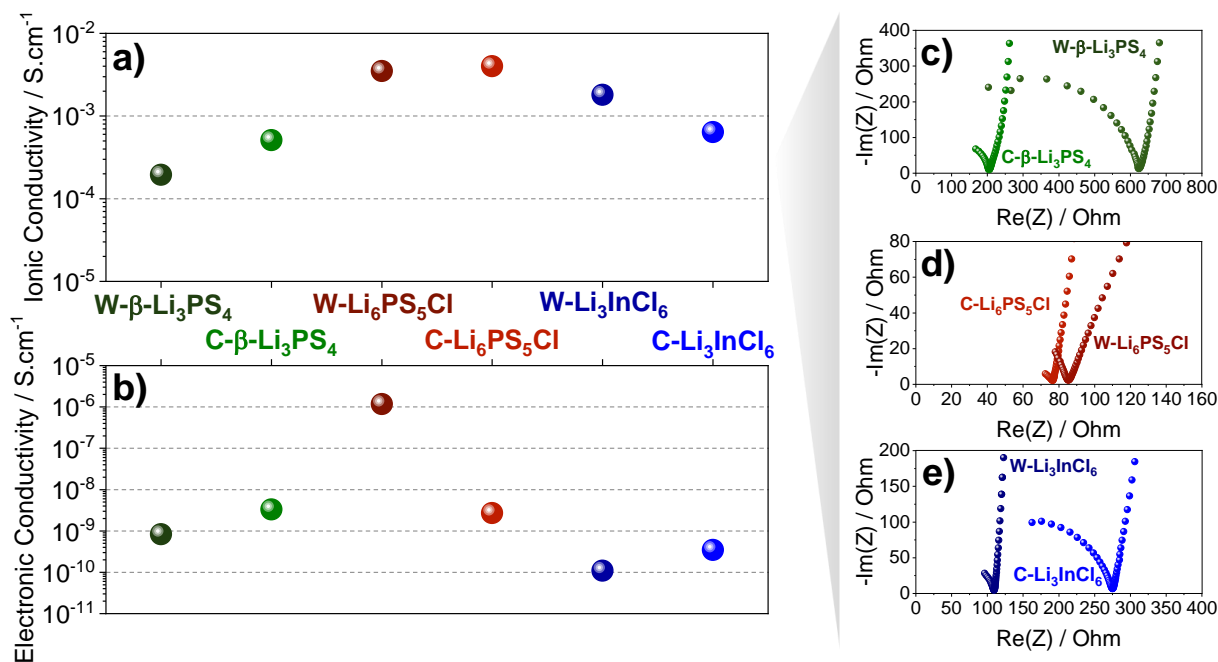 a)
Ionic Conductivity / S.cm⁻¹
10⁻²
10⁻³
10⁻⁴
10⁻⁵
W-β-Li₃PS₄
W-Li₆PS₅Cl
W-Li₃InCl₆
C-β-Li₃PS₄
C-Li₆PS₅Cl
C-Li₃InCl₆
b)
Electronic Conductivity / S.cm⁻¹
10⁻⁵
10⁻⁶
10⁻⁷
10⁻⁸
10⁻⁹
10⁻¹⁰
10⁻¹¹
c)
W-β-Li₃PS₄
C-β-Li₃PS₄
-Im(Z) / Ohm
400
300
200
100
0
0 100 200 300 400 500 600 700 800
Re(Z) / Ohm
d)
C-Li₆PS₅Cl
W-Li₆PS₅Cl
-Im(Z) / Ohm
80
60
40
20
0
0 20 40 60 80 100 120 140 160
Re(Z) / Ohm
e)
W-Li₃InCl₆
C-Li₃InCl₆
-Im(Z) / Ohm
200
150
100
50
0
0 50 100 150 200 250 300 350 400
Re(Z) / Ohm